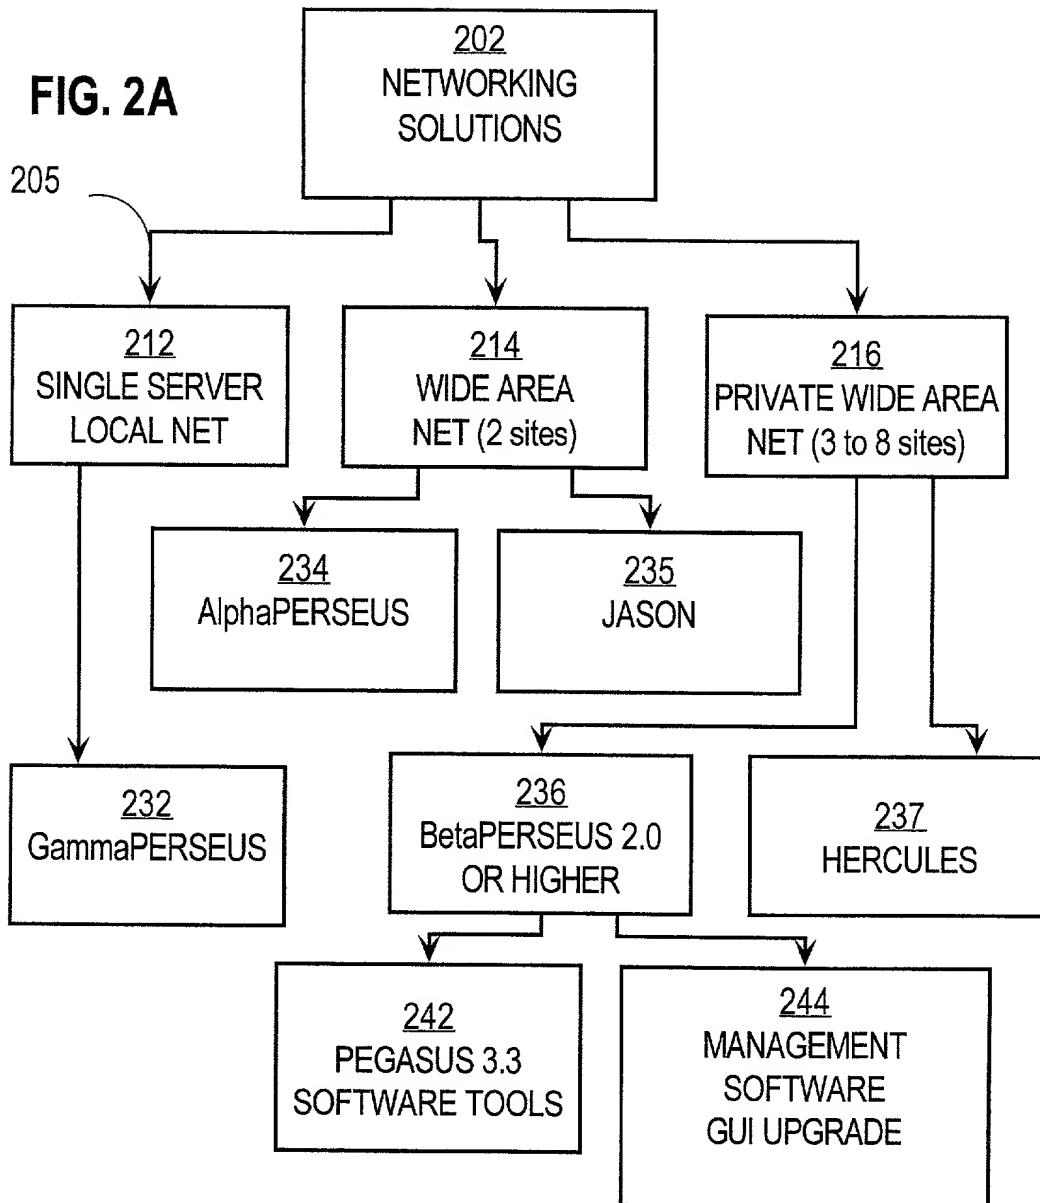 202
NETWORKING
SOLUTIONS
FIG. 2A
205
212
SINGLE SERVER
LOCAL NET
214
WIDE AREA
NET (2 sites)
216
PRIVATE WIDE AREA
NET (3 to 8 sites)
234
AlphaPERSEUS
235
JASON
232
GammaPERSEUS
236
BetaPERSEUS 2.0
OR HIGHER
237
HERCULES
242
PEGASUS 3.3
SOFTWARE TOOLS
244
MANAGEMENT
SOFTWARE
GUI UPGRADE